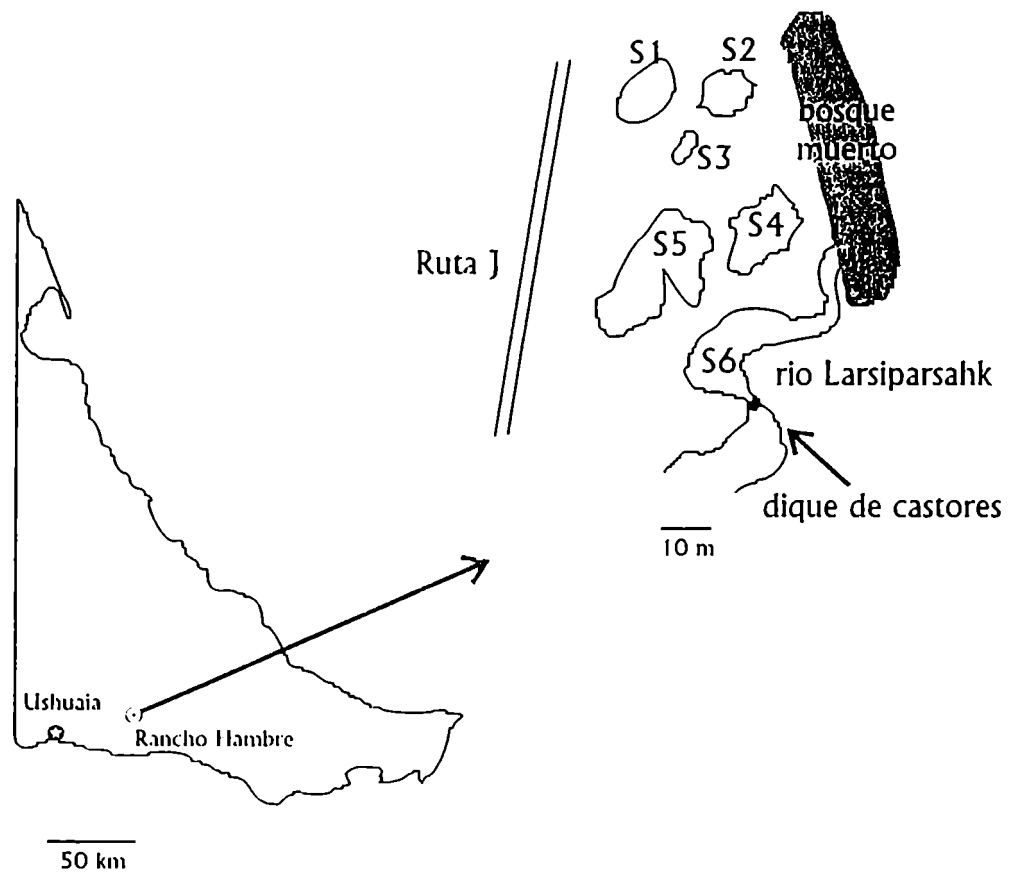 S1
S2
bosque
muerto
S3
S4
S5
Ruta J
S6
rio Larsiparsahk
dique de castores
10 m
Ushuaia
Rancho Hambre
50 km